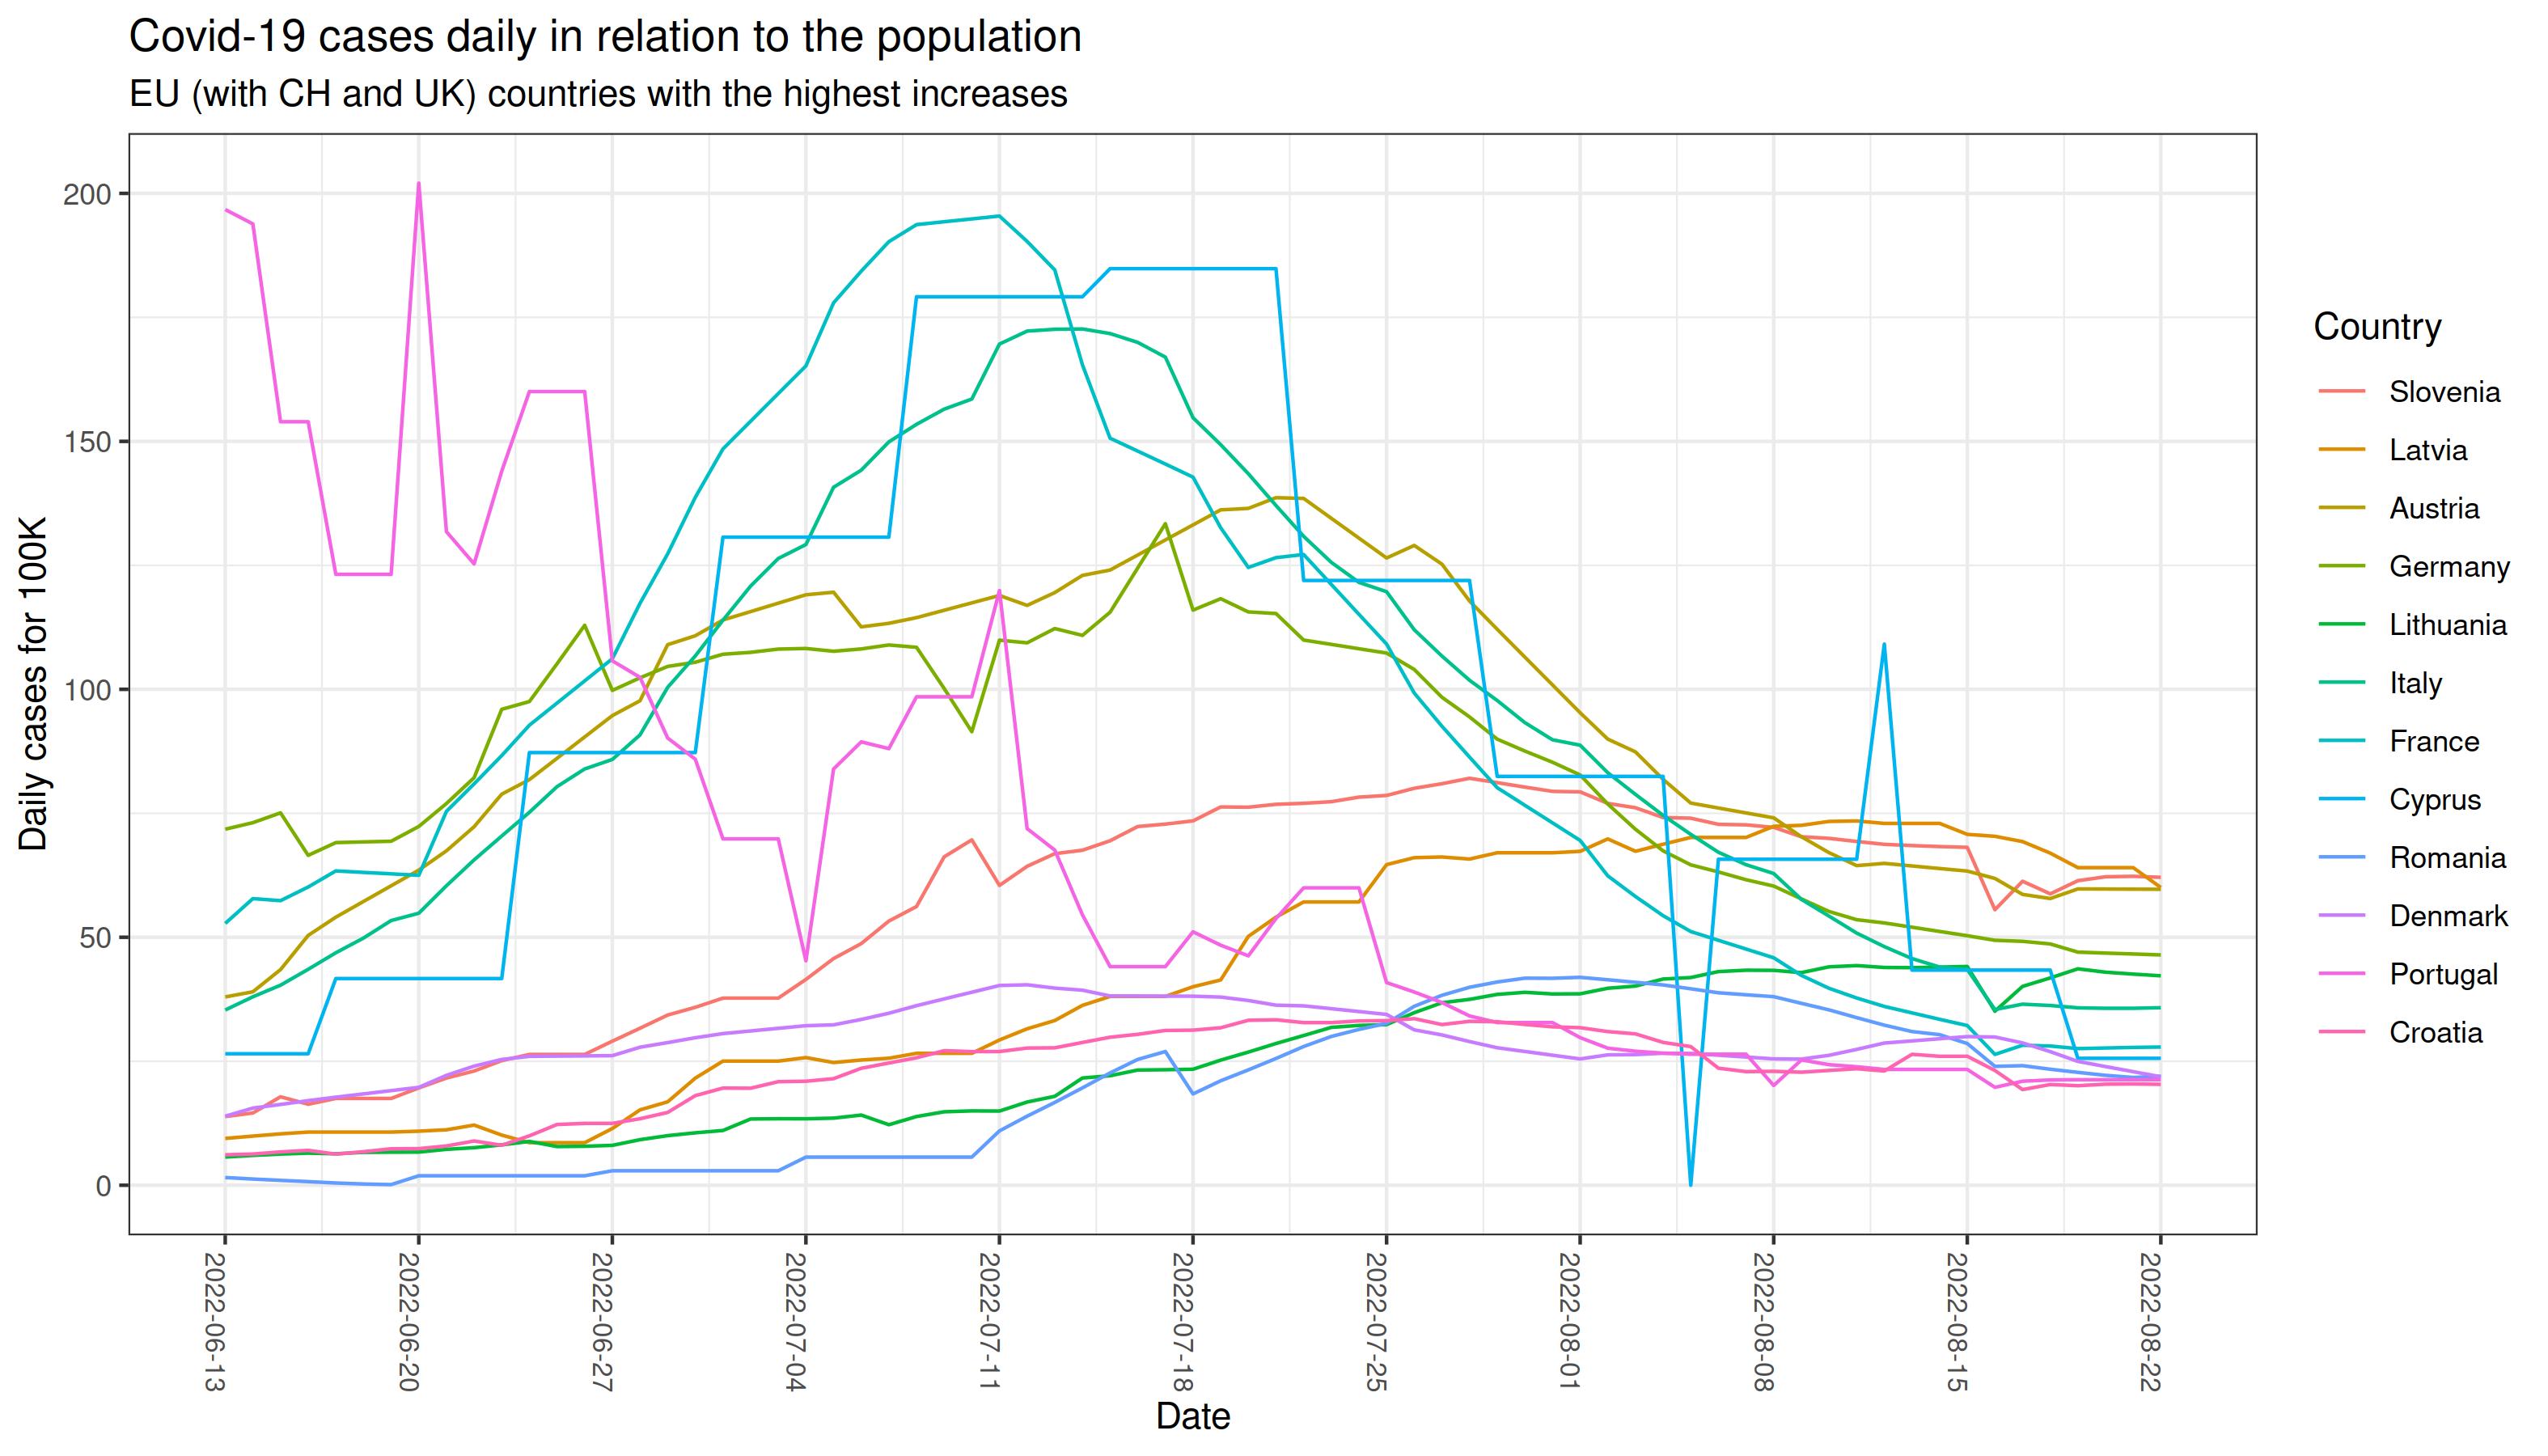 Covid-19 cases daily in relation to the population
EU (with CH and UK) countries with the highest increases
Daily cases for 100K
200
150
100
50
0
2022-06-13
2022-06-20
2022-06-27
2022-07-04
2022-07-11
2022-07-18
2022-07-25
2022-08-01
2022-08-08
2022-08-15
2022-08-22
Date
Country
Slovenia
Latvia
Austria
Germany
Lithuania
Italy
France
Cyprus
Romania
Denmark
Portugal
Croatia